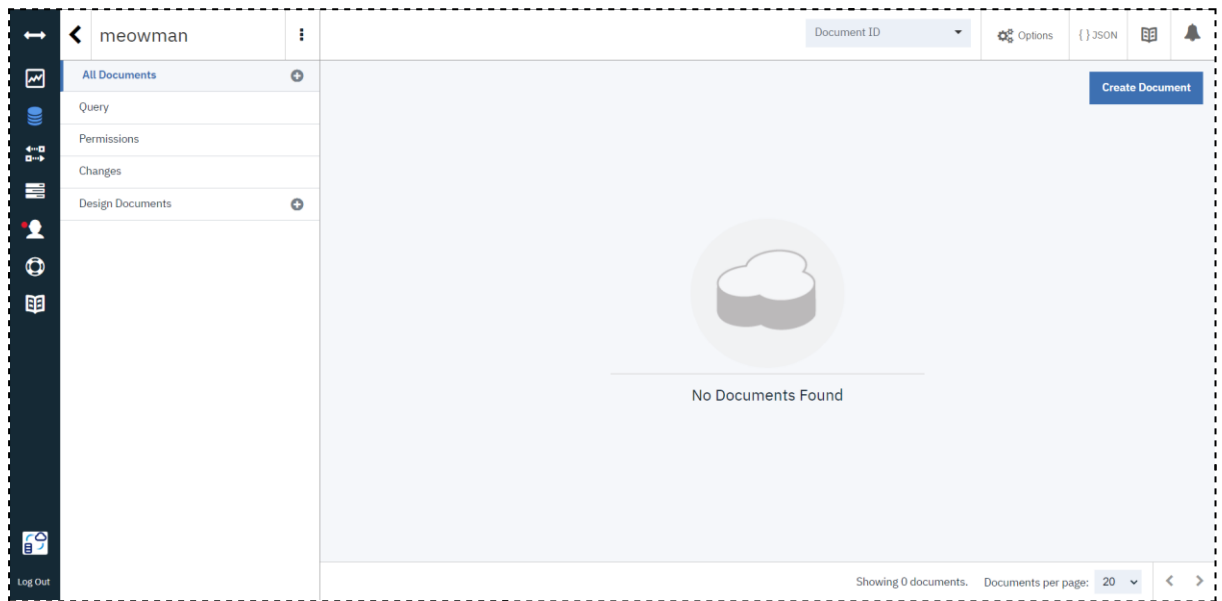 meowman
Document ID
Options
{ } JSON
All Documents
Query
Permissions
Changes
Design Documents
Create Document
No Documents Found
Showing 0 documents.
Documents per page: 20
Log Out